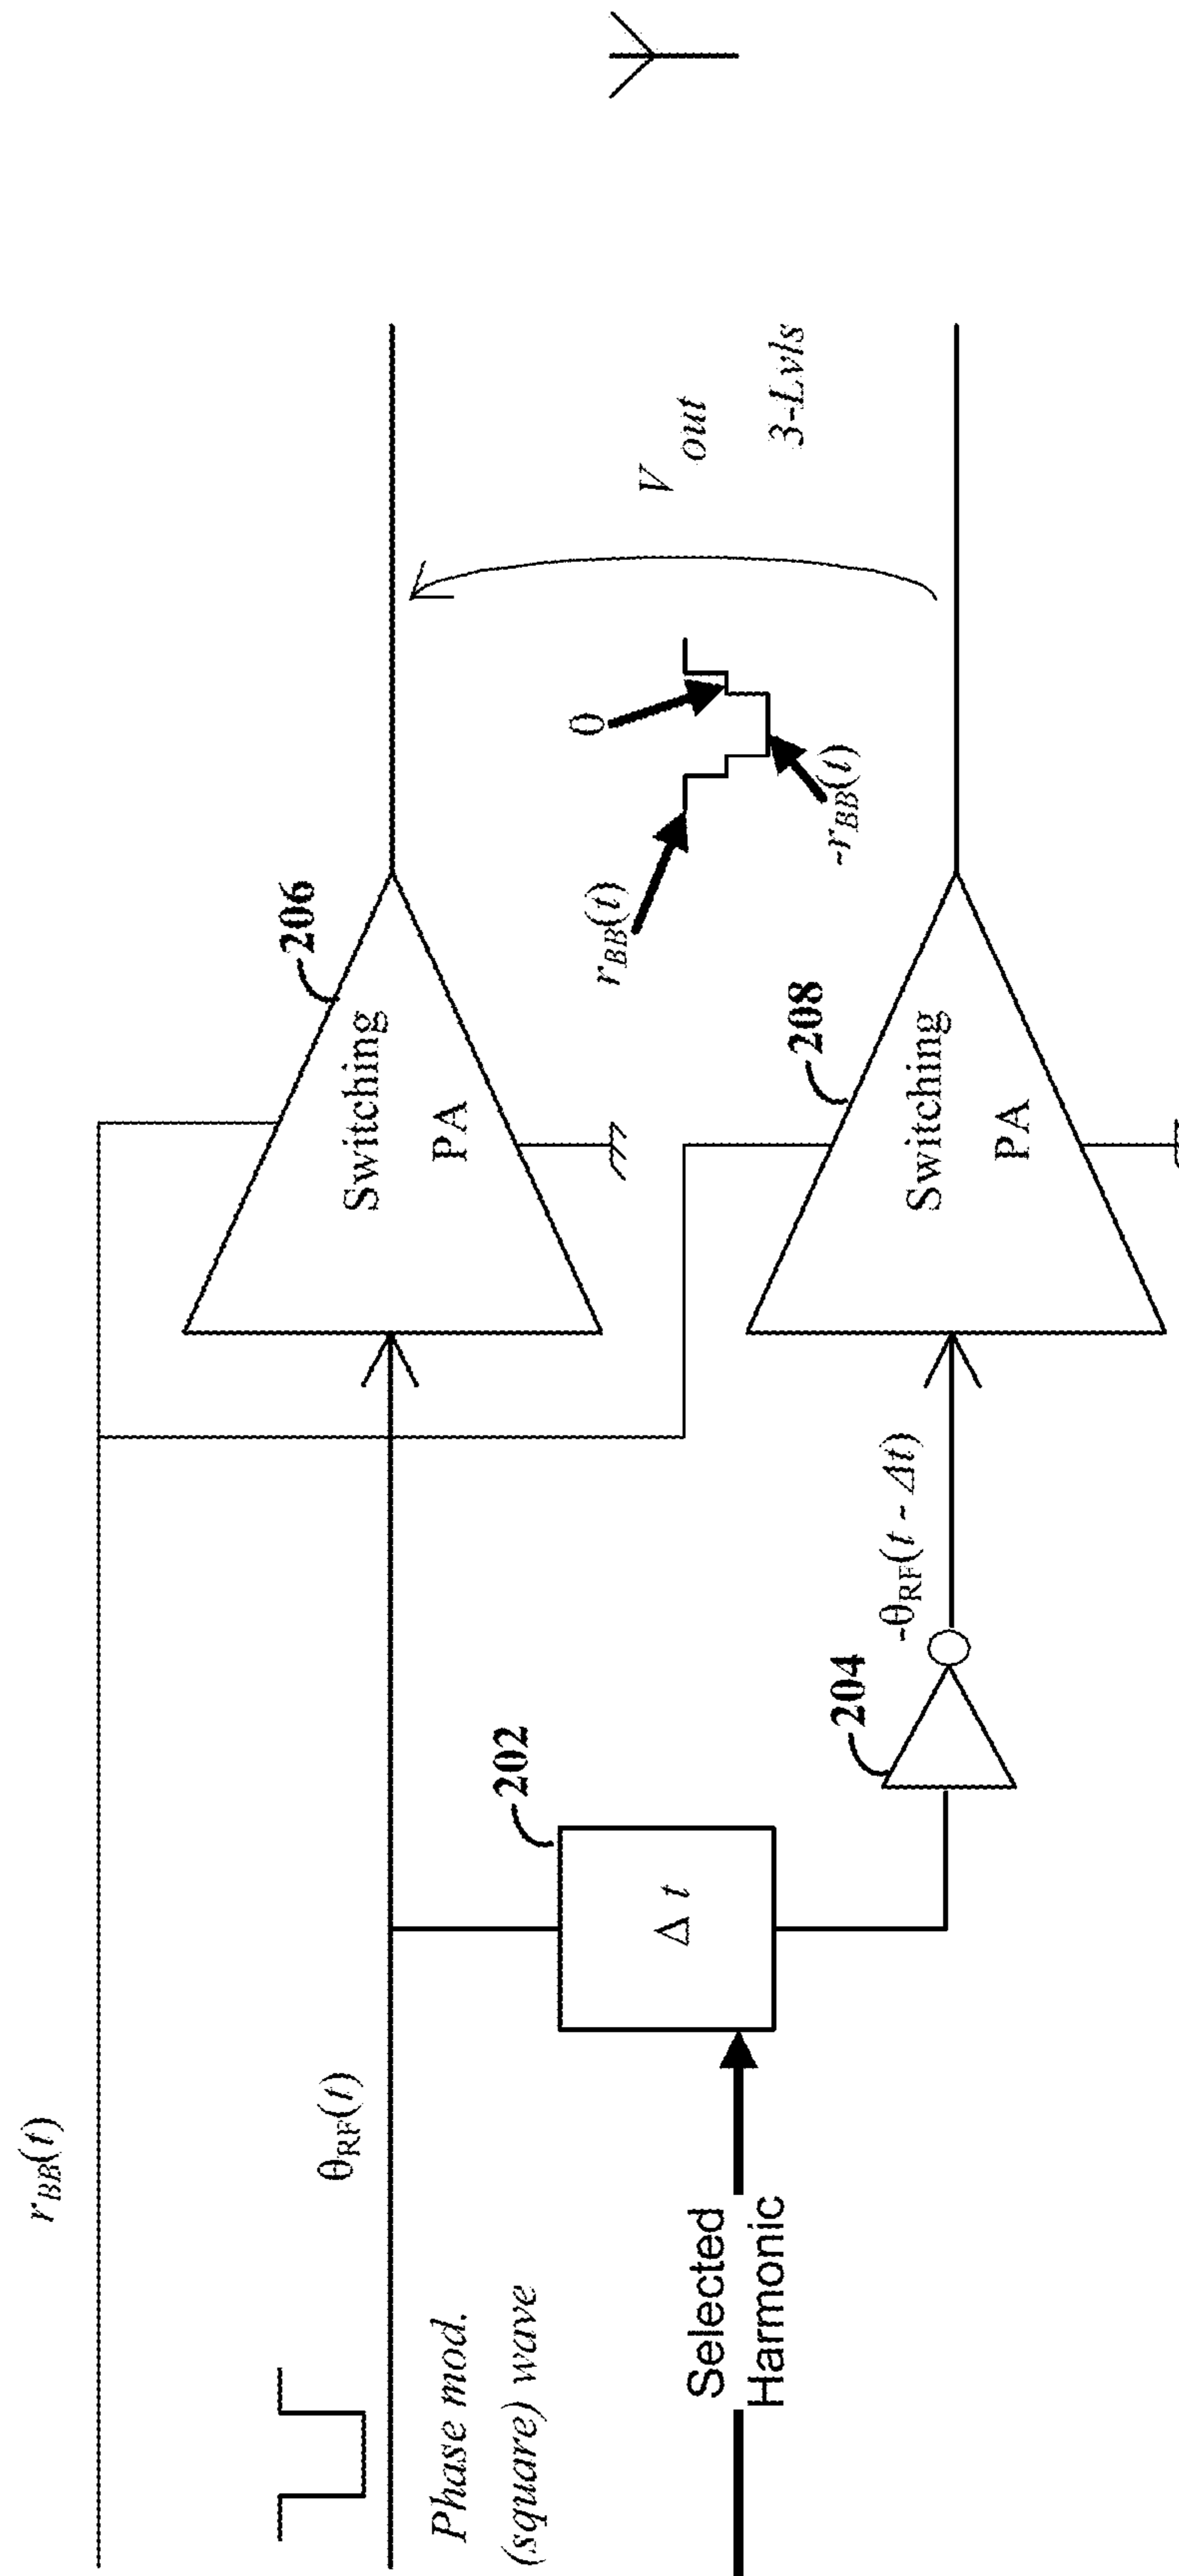 r_BB(t)
θ_RF(t)
Phase mod.
(square) wave
Selected
Harmonic
202
Δ t
204
-θ_RF(t - Δt)
206
Switching
PA
208
Switching
PA
r_BB(t)
0
-r_BB(t)
V out
3-Lvls